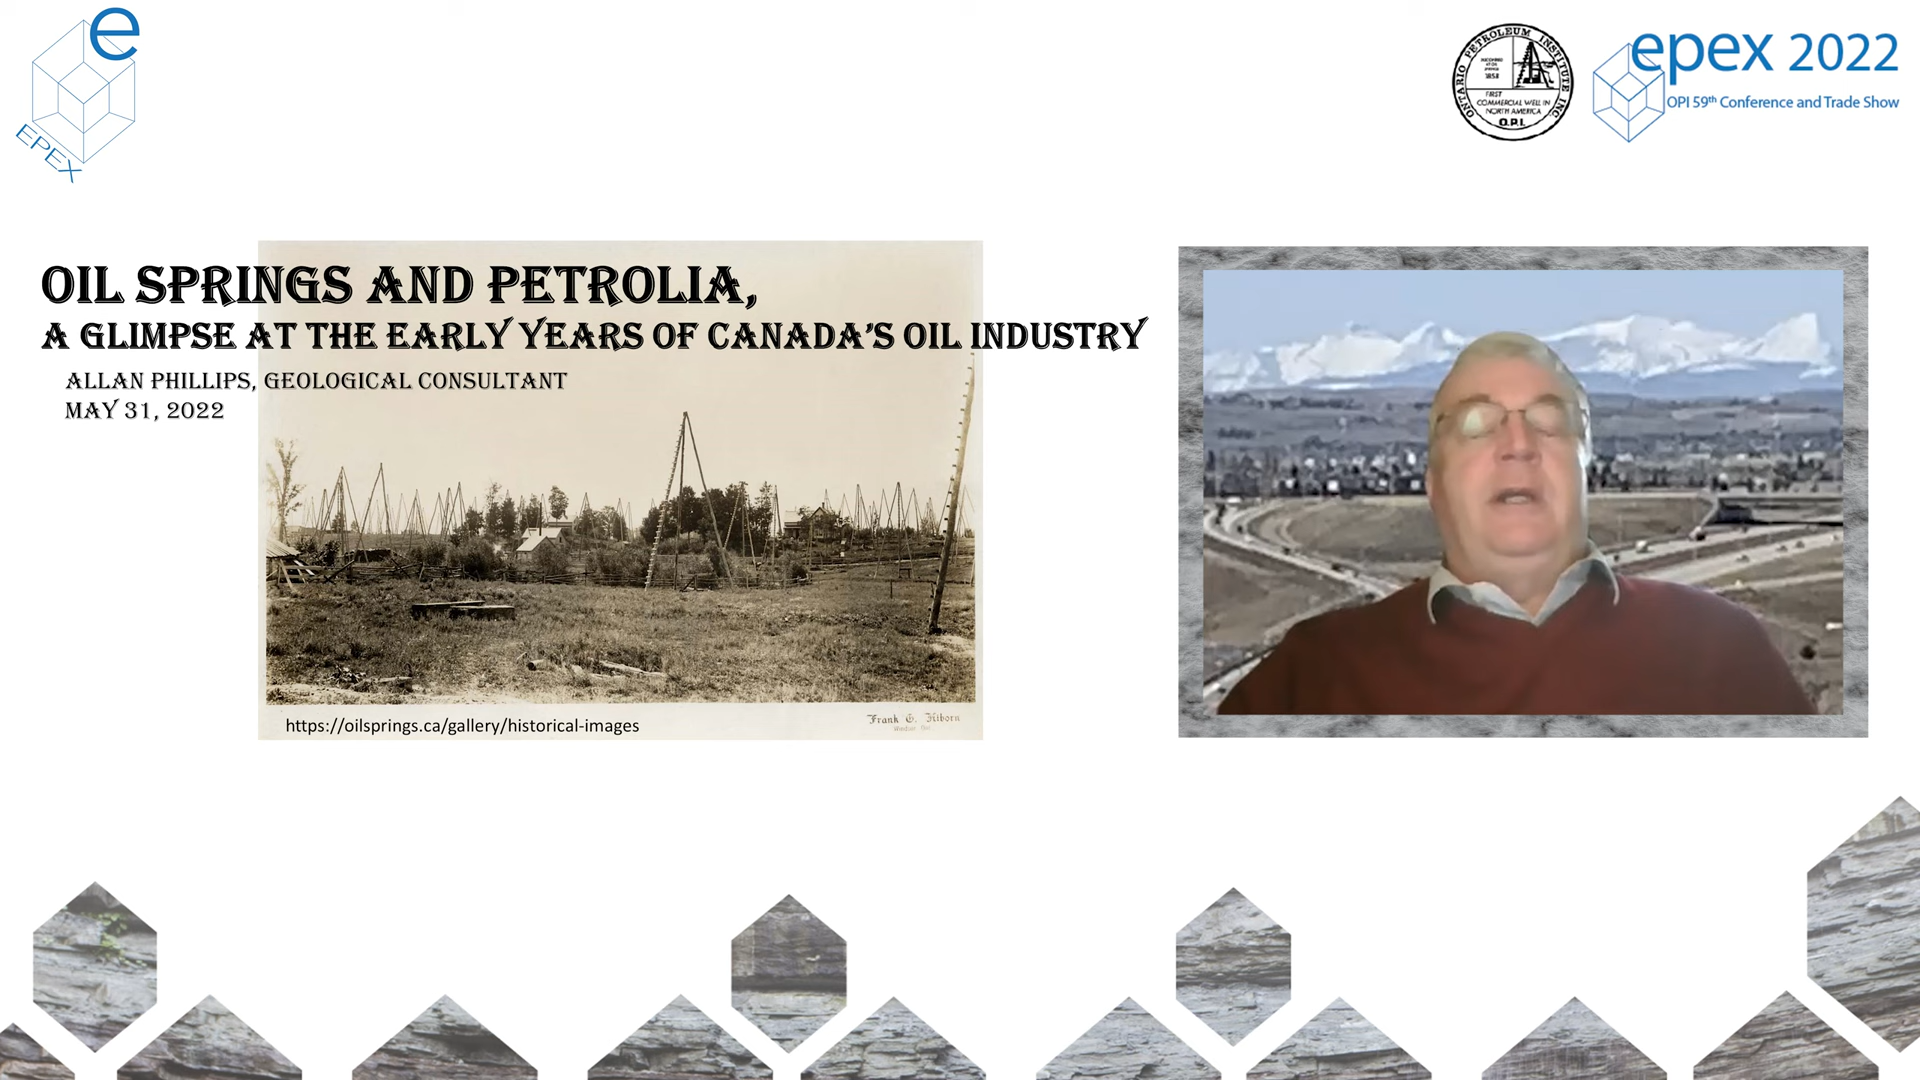 e
EPEX
ONTARIO PETROLEUM INSTITUTE INC.
1858
FIRST
COMMERCIAL WELL IN
NORTH AMERICA
O.P.I.
epex 2022
OPI 59th Conference and Trade Show
OIL SPRINGS AND PETROLIA,
A GLIMPSE AT THE EARLY YEARS OF CANADA'S OIL INDUSTRY
ALLAN PHILLIPS, GEOLOGICAL CONSULTANT
MAY 31, 2022
https://oilsprings.ca/gallery/historical-images
Frank G. Kiborn